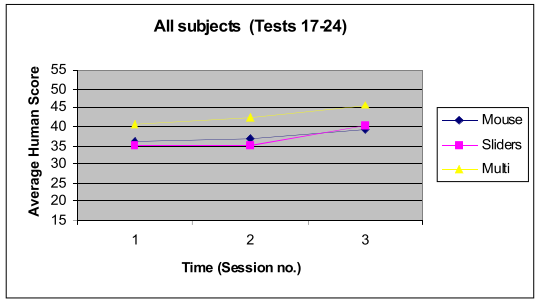 All subjects (Tests 17-24)
Average Human Score
55
50
45
40
35
30
25
20
15
1 2 3
Time (Session no.)
Mouse
Sliders
Multi